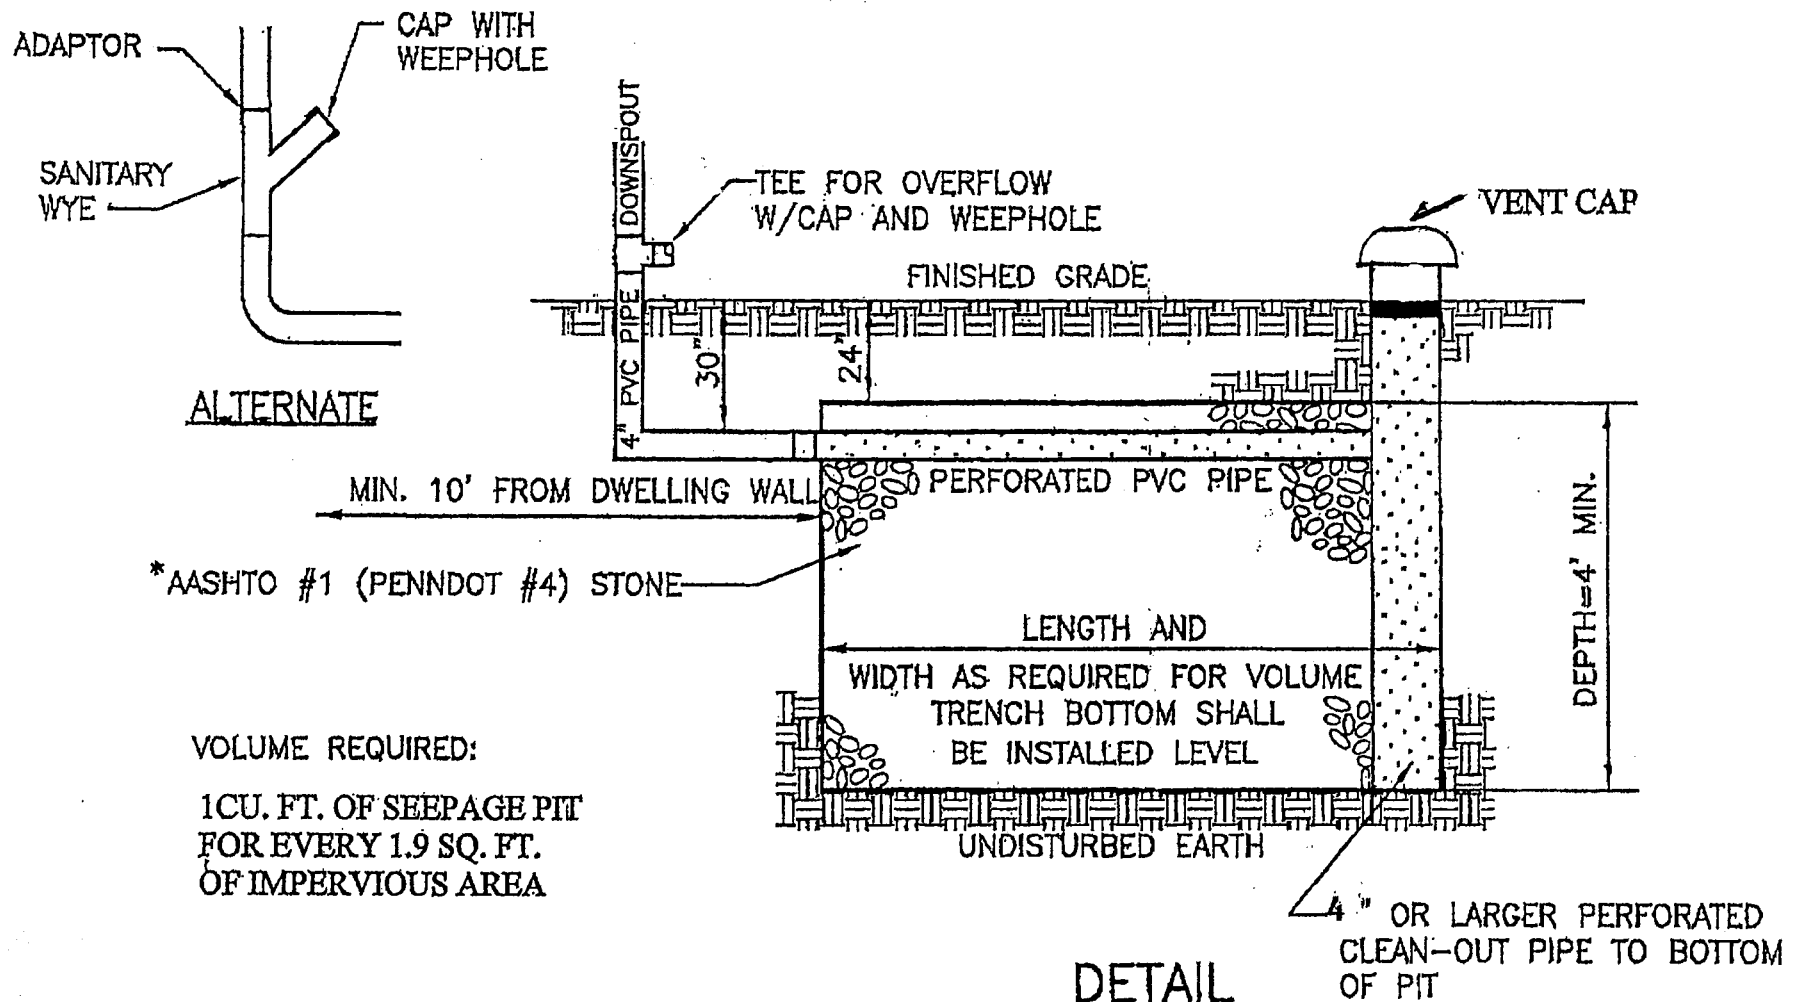 ADAPTOR
CAP WITH
WEEPHOLE
SANITARY
WYE
ALTERNATE
DOWNSPOUT
TEE FOR OVERFLOW
W/CAP AND WEEPHOLE
VENT CAP
FINISHED GRADE
4" PVC PIPE
30"
24"
MIN. 10' FROM DWELLING WALL
PERFORATED PVC PIPE
*AASHTO #1 (PENNDOT #4) STONE
DEPTH=4' MIN.
LENGTH AND
WIDTH AS REQUIRED FOR VOLUME
TRENCH BOTTOM SHALL
BE INSTALLED LEVEL
VOLUME REQUIRED:
1CU. FT. OF SEEPAGE PIT
FOR EVERY 1.9 SQ. FT.
OF IMPERVIOUS AREA
UNDISTURBED EARTH
4" OR LARGER PERFORATED
CLEAN-OUT PIPE TO BOTTOM
OF PIT
DETAIL